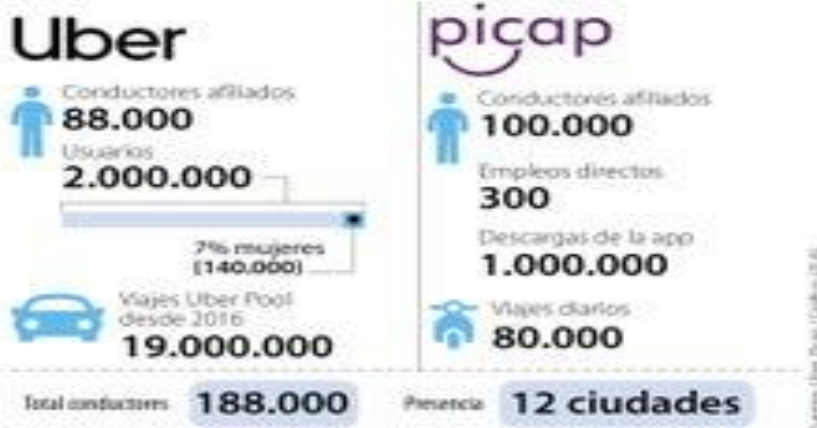 Uber
Conductores afiliados
88.000
Usuarios
2.000.000
7% mujeres
(140.000)
Viajes Uber Pool
desde 2016
19.000.000
picap
Conductores afiliados
100.000
Empleos directos
300
Descargas de la app
1.000.000
Viajes diarios
80.000
Total conductores 188.000
Presencia 12 ciudades